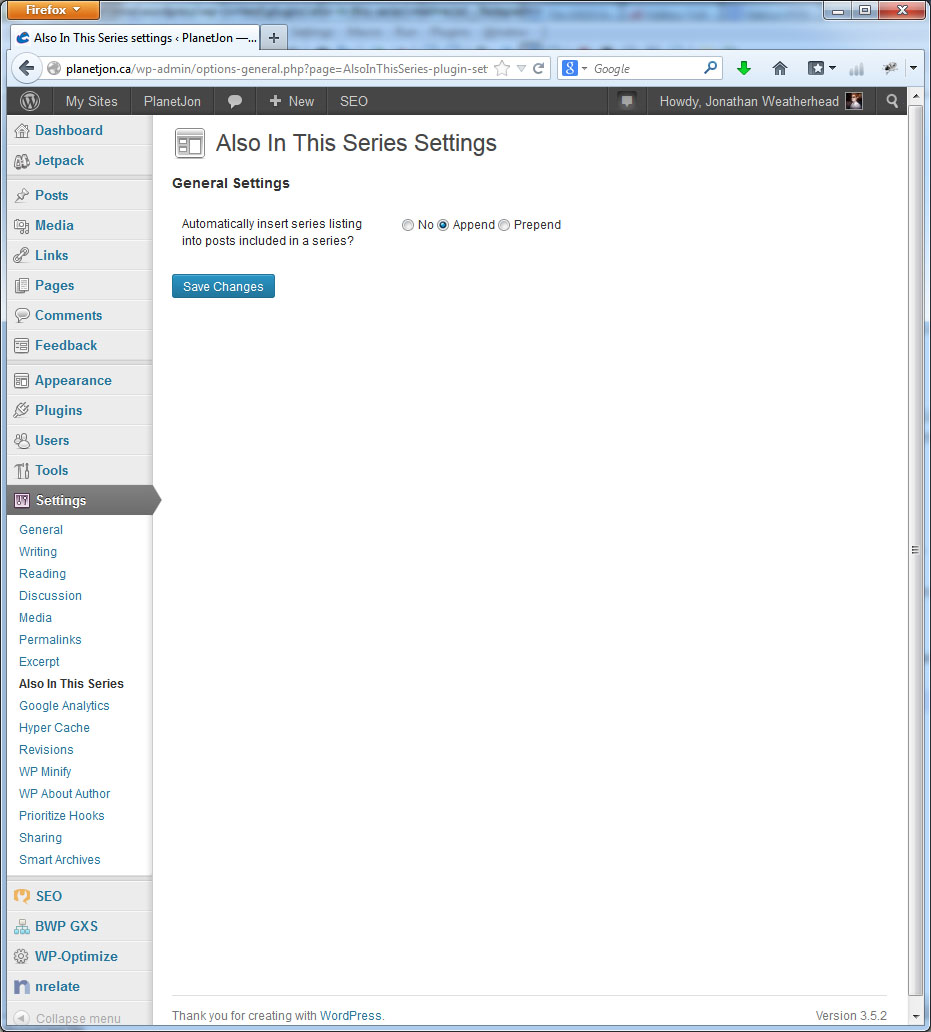 Firefox
Also In This Series settings ‹ PlanetJon —...
planetjon.ca/wp-admin/options-general.php?page=AlsoInThisSeries-plugin-set
Google
My Sites PlanetJon New SEO Howdy, Jonathan Weatherhead
Dashboard
Jetpack
Posts
Media
Links
Pages
Comments
Feedback
Appearance
Plugins
Users
Tools
Settings
General
Writing
Reading
Discussion
Media
Permalinks
Excerpt
Also In This Series
Google Analytics
Hyper Cache
Revisions
WP Minify
WP About Author
Prioritize Hooks
Sharing
Smart Archives
SEO
BWP GXS
WP-Optimize
nrelate
Collapse menu
Also In This Series Settings
General Settings
Automatically insert series listing
into posts included in a series?
No Append Prepend
Save Changes
Thank you for creating with WordPress.
Version 3.5.2